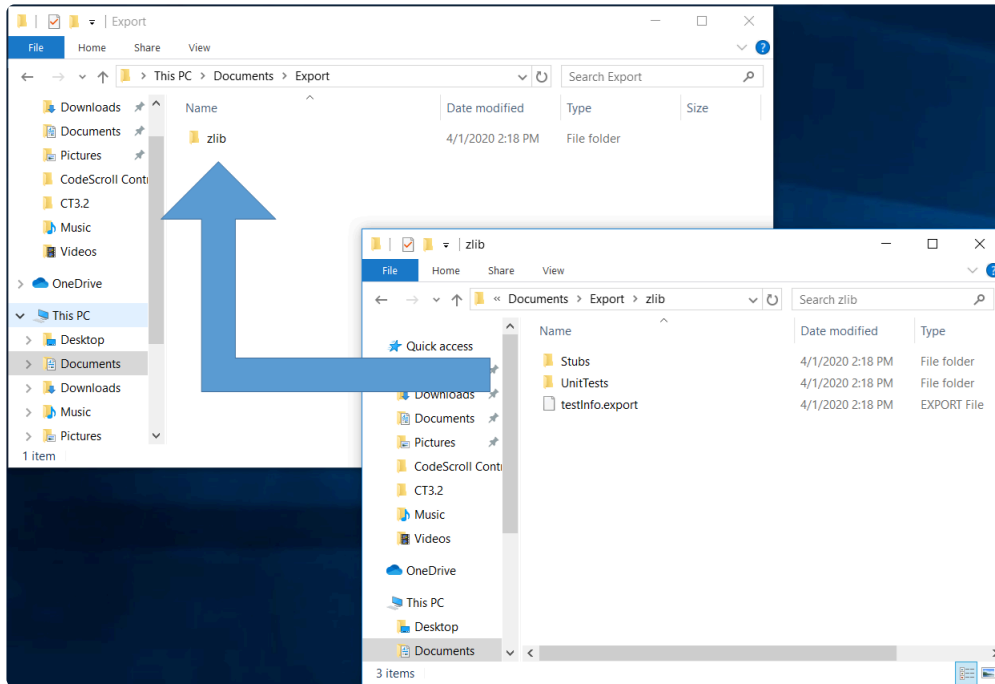 Export
File Home Share View
This PC > Documents > Export
Search Export
Name Date modified Type Size
zlib 4/1/2020 2:18 PM File folder
Downloads
Documents
Pictures
CodeScroll Contr
CT3.2
Music
Videos
OneDrive
This PC
Desktop
Documents
Downloads
Music
Pictures
1 item
zlib
File Home Share View
« Documents > Export > zlib
Search zlib
Name Date modified Type
Stubs 4/1/2020 2:18 PM File folder
UnitTests 4/1/2020 2:18 PM File folder
testInfo.export 4/1/2020 2:18 PM EXPORT File
Quick access
Downloads
Documents
Pictures
CodeScroll Contr
CT3.2
Music
Videos
OneDrive
This PC
Desktop
Documents
3 items